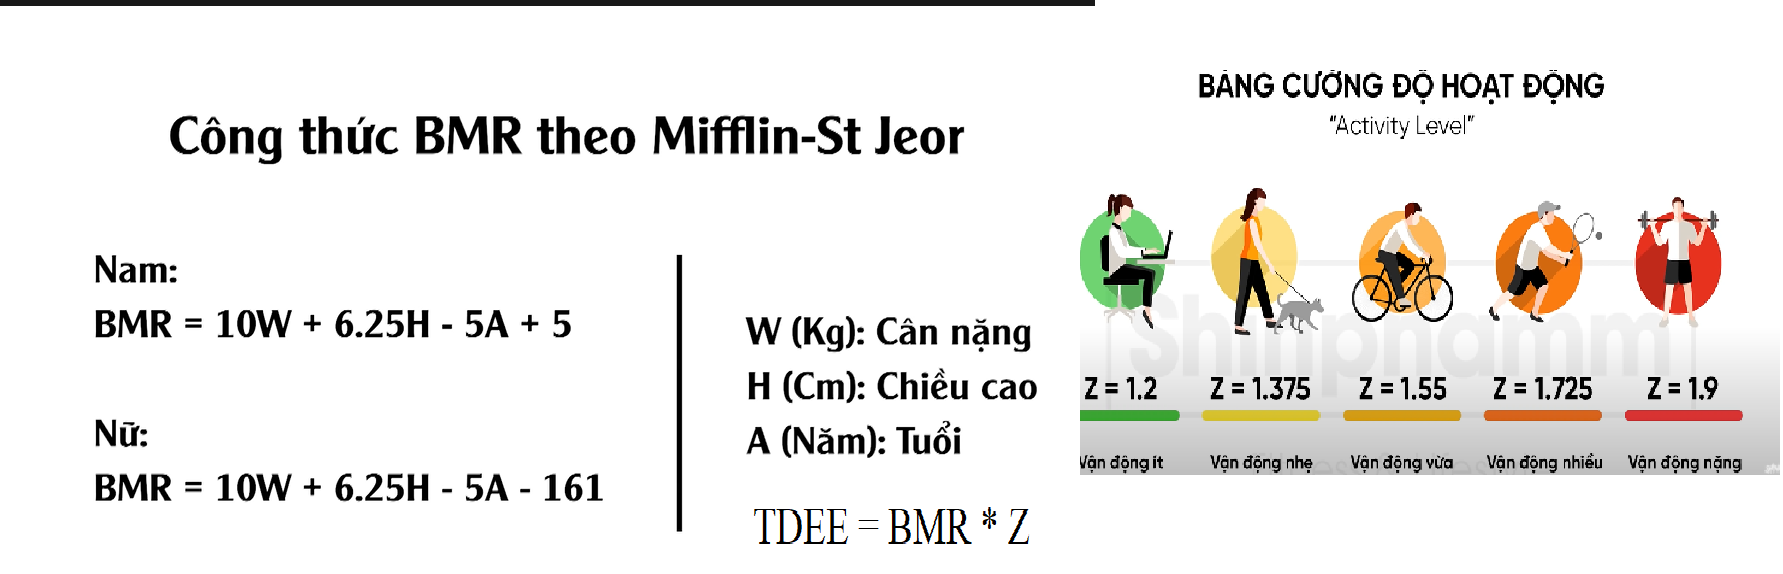 Công thức BMR theo Mifflin-St Jeor
Nam:
BMR = 10W + 6.25H - 5A + 5
Nữ:
BMR = 10W + 6.25H - 5A - 161
W (Kg): Cân nặng
H (Cm): Chiều cao
A (Năm): Tuổi
TDEE = BMR * Z
BẢNG CƯỜNG ĐỘ HOẠT ĐỘNG
“Activity Level”
Shinphamm
Z = 1.2 Z = 1.375 Z = 1.55 Z = 1.725 Z = 1.9
Vận động ít Vận động nhẹ Vận động vừa Vận động nhiều Vận động nặng